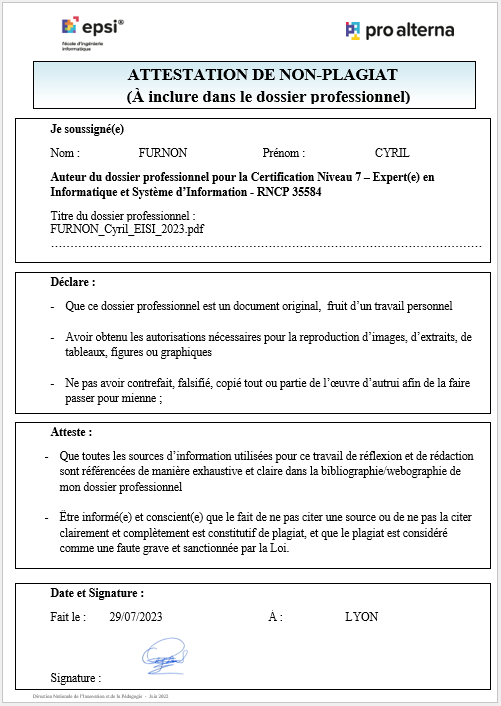 epsi®
l'école d'ingénierie
informatique
pro alterna
ATTESTATION DE NON-PLAGIAT
(À inclure dans le dossier professionnel)
Je soussigné(e)
Nom : FURNON Prénom : CYRIL
Auteur du dossier professionnel pour la Certification Niveau 7 – Expert(e) en
Informatique et Système d’Information - RNCP 35584
Titre du dossier professionnel :
FURNON_Cyril_EISI_2023.pdf
Déclare :
- Que ce dossier professionnel est un document original, fruit d’un travail personnel
- Avoir obtenu les autorisations nécessaires pour la reproduction d’images, d’extraits, de
tableaux, figures ou graphiques
- Ne pas avoir contrefait, falsifié, copié tout ou partie de l’œuvre d’autrui afin de la faire
passer pour mienne ;
Atteste :
- Que toutes les sources d’information utilisées pour ce travail de réflexion et de rédaction
sont référencées de manière exhaustive et claire dans la bibliographie/webographie de
mon dossier professionnel
- Être informé(e) et conscient(e) que le fait de ne pas citer une source ou de ne pas la citer
clairement et complètement est constitutif de plagiat, et que le plagiat est considéré
comme une faute grave et sanctionnée par la Loi.
Date et Signature :
Fait le : 29/07/2023 À : LYON
Signature :
Direction Nationale de l’Innovation et de la Pédagogie - Juin 2022